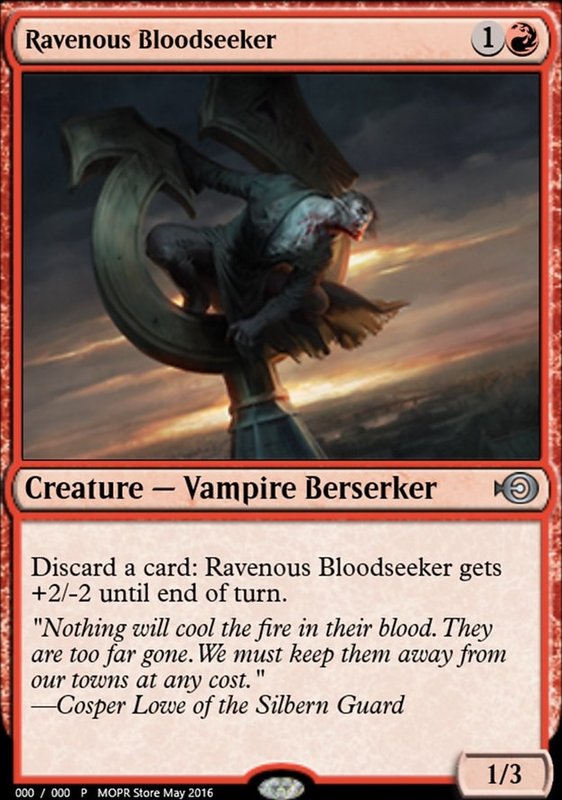 Ravenous Bloodseeker 1
Creature — Vampire Berserker
Discard a card: Ravenous Bloodseeker gets
+2/-2 until end of turn.
"Nothing will cool the fire in their blood. They
are too far gone. We must keep them away from
our towns at any cost."
—Cosper Lowe of the Silbern Guard
1/3
000 / 000 P MOPR Store May 2016